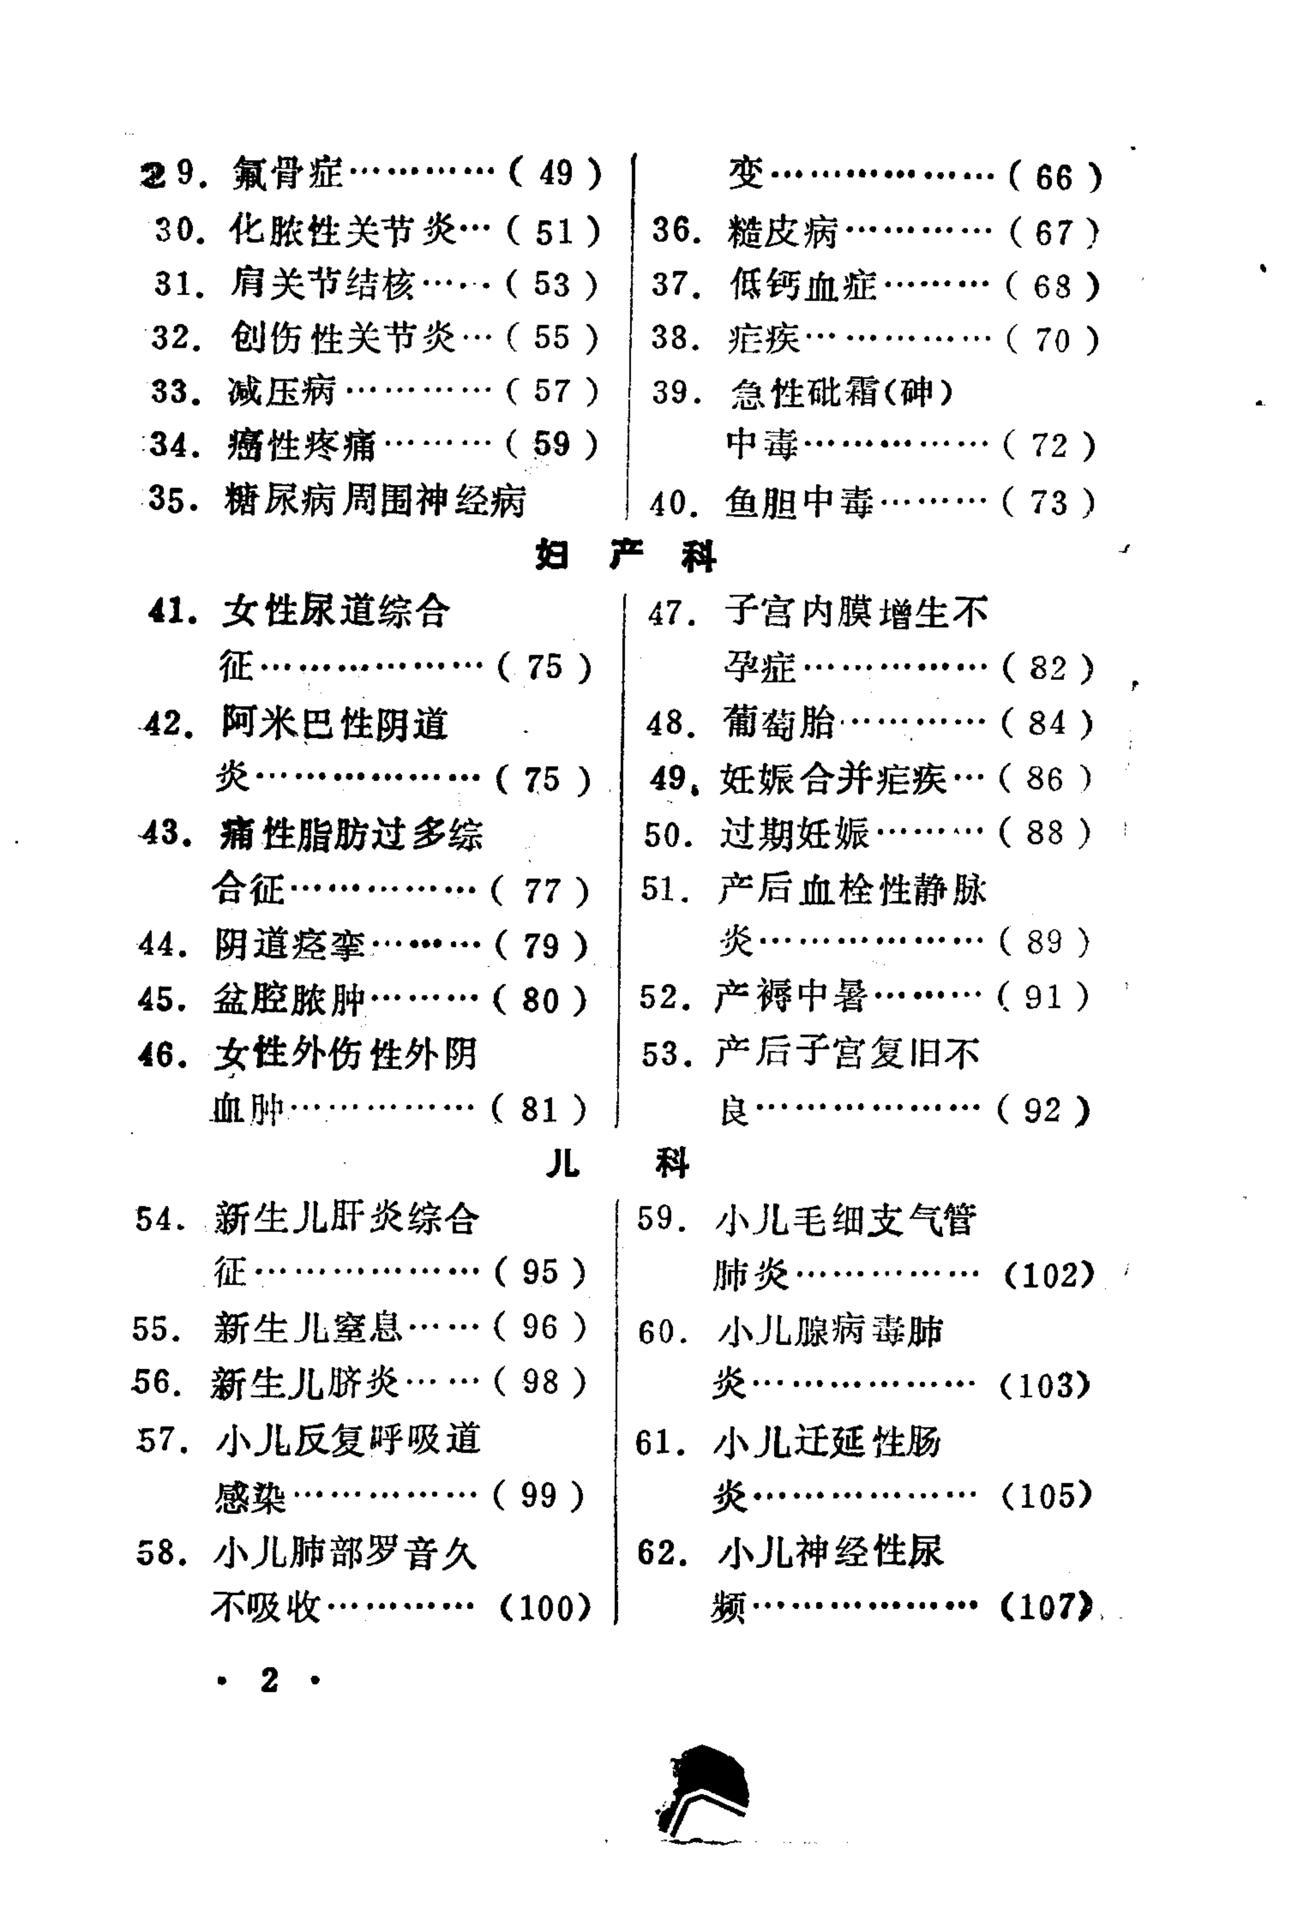 29. 氟骨症…………( 49 )
30. 化脓性关节炎…( 51 )
31. 肩关节结核……( 53 )
32. 创伤性关节炎…( 55 )
33. 减压病…………( 57 )
34. 癌性疼痛………( 59 )
35. 糖尿病周围神经病
变………………( 66 )
36. 糙皮病…………( 67 )
37. 低钙血症………( 68 )
38. 疟疾……………( 70 )
39. 急性砒霜(砷)
中毒……………( 72 )
40. 鱼胆中毒………( 73 )
妇产科
41. 女性尿道综合
征………………( 75 )
42. 阿米巴性阴道
炎………………( 75 )
43. 痛性脂肪过多综
合征……………( 77 )
44. 阴道痉挛………( 79 )
45. 盆腔脓肿………( 80 )
46. 女性外伤性外阴
血肿……………( 81 )
47. 子宫内膜增生不
孕症……………( 82 )
48. 葡萄胎…………( 84 )
49. 妊娠合并疟疾…( 86 )
50. 过期妊娠………( 88 )
51. 产后血栓性静脉
炎………………( 89 )
52. 产褥中暑………( 91 )
53. 产后子宫复旧不
良………………( 92 )
儿科
54. 新生儿肝炎综合
征………………( 95 )
55. 新生儿窒息……( 96 )
56. 新生儿脐炎……( 98 )
57. 小儿反复呼吸道
感染……………( 99 )
58. 小儿肺部罗音久
不吸收…………(100)
59. 小儿毛细支气管
肺炎……………(102)
60. 小儿腺病毒肺
炎………………(103)
61. 小儿迁延性肠
炎………………(105)
62. 小儿神经性尿
频………………(107)
· 2 ·